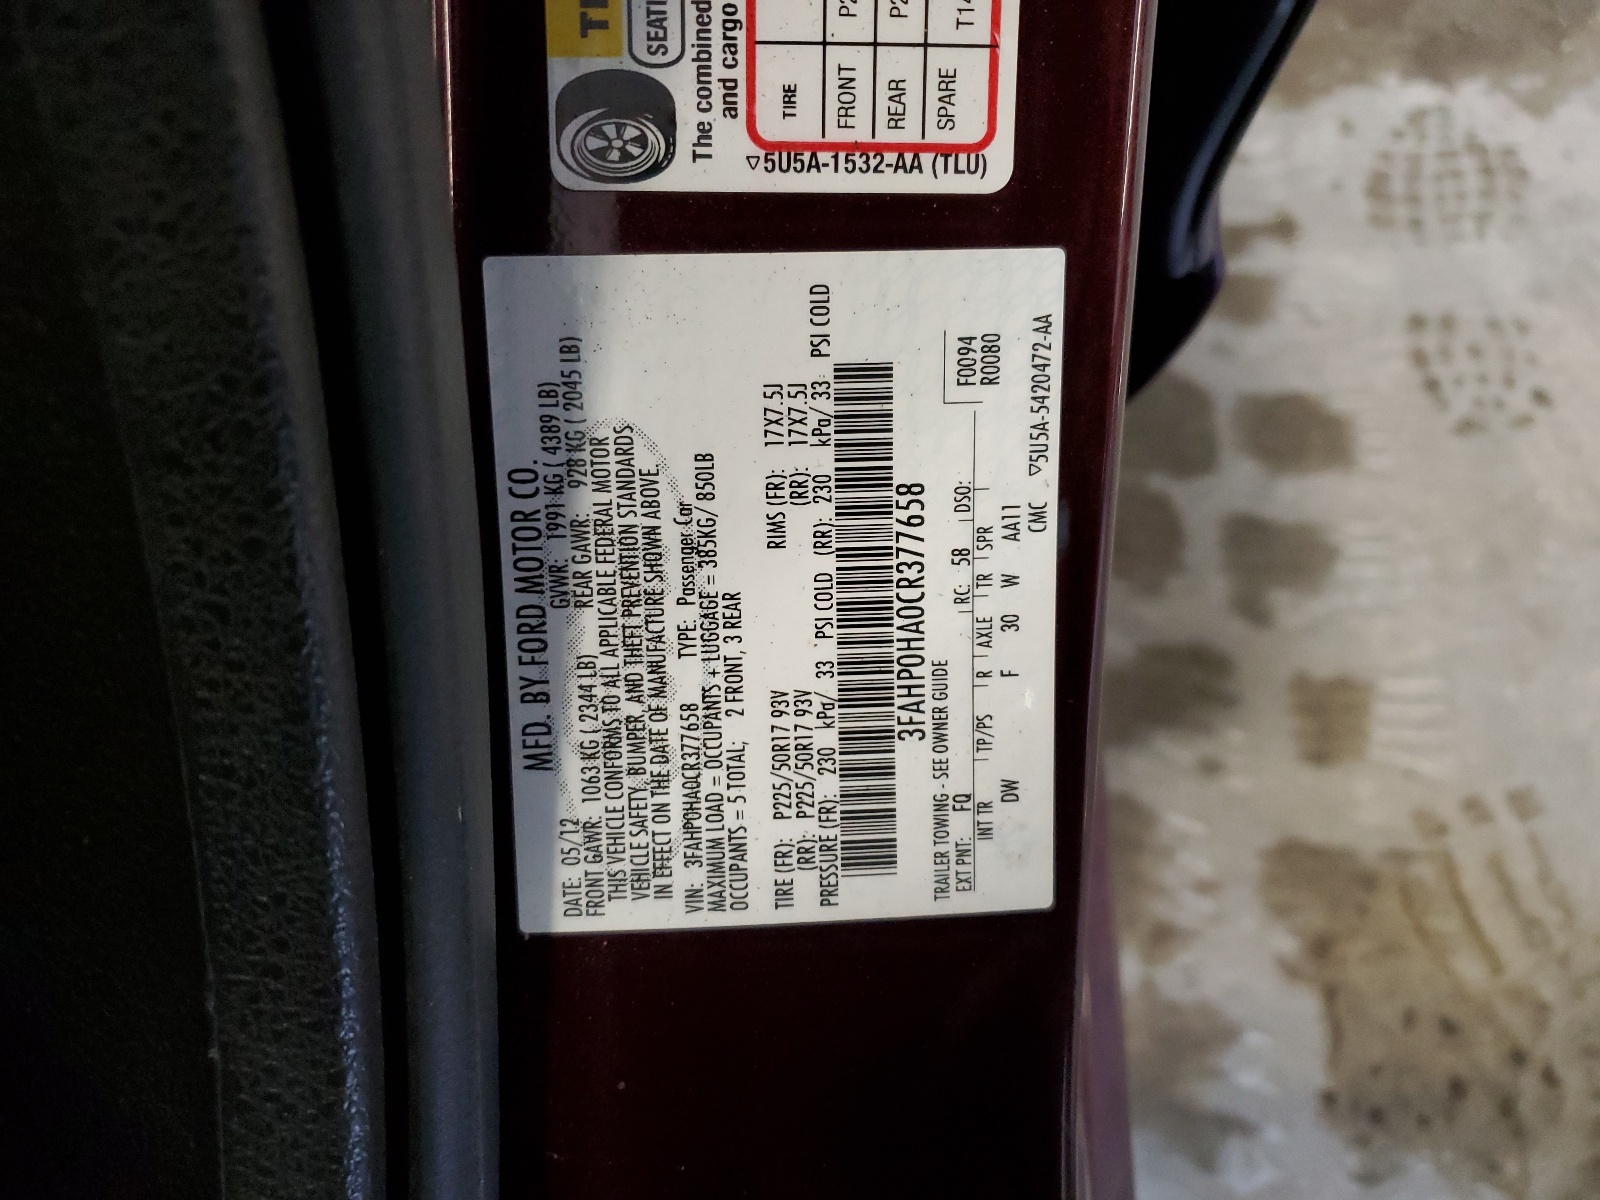 MFD. BY FORD MOTOR CO.
DATE: 05/12 GVWR: 1991 KG ( 4389 LB)
FRONT GAWR: 1063 KG ( 2344 LB) REAR GAWR: 928 KG ( 2045 LB)
THIS VEHICLE CONFORMS TO ALL APPLICABLE FEDERAL MOTOR
VEHICLE SAFETY, BUMPER, AND THEFT PREVENTION STANDARDS
IN EFFECT ON THE DATE OF MANUFACTURE SHOWN ABOVE.
VIN: 3FAHP0HA0CR377658 TYPE: Passenger Car
MAXIMUM LOAD = OCCUPANTS + LUGGAGE = 385KG/ 850LB
OCCUPANTS = 5 TOTAL, 2 FRONT, 3 REAR
TIRE (FR): P225/50R17 93V RIMS (FR): 17X7.5J
(RR): P225/50R17 93V (RR): 17X7.5J
PRESSURE (FR): 230 kPa/ 33 PSI COLD (RR): 230 kPa/ 33 PSI COLD
3FAHP0HA0CR377658
TRAILER TOWING - SEE OWNER GUIDE
F0094
R0080
EXT PNT: FQ RC: 58 DSO:
INT TR TP/PS R AXLE TR SPR
DW F 30 W AA11
CMC ▽5U5A-5420472-AA
SEATI
The combined
and cargo
TIRE
FRONT P2
REAR P2
SPARE T14
▽5U5A-1532-AA (TLU)